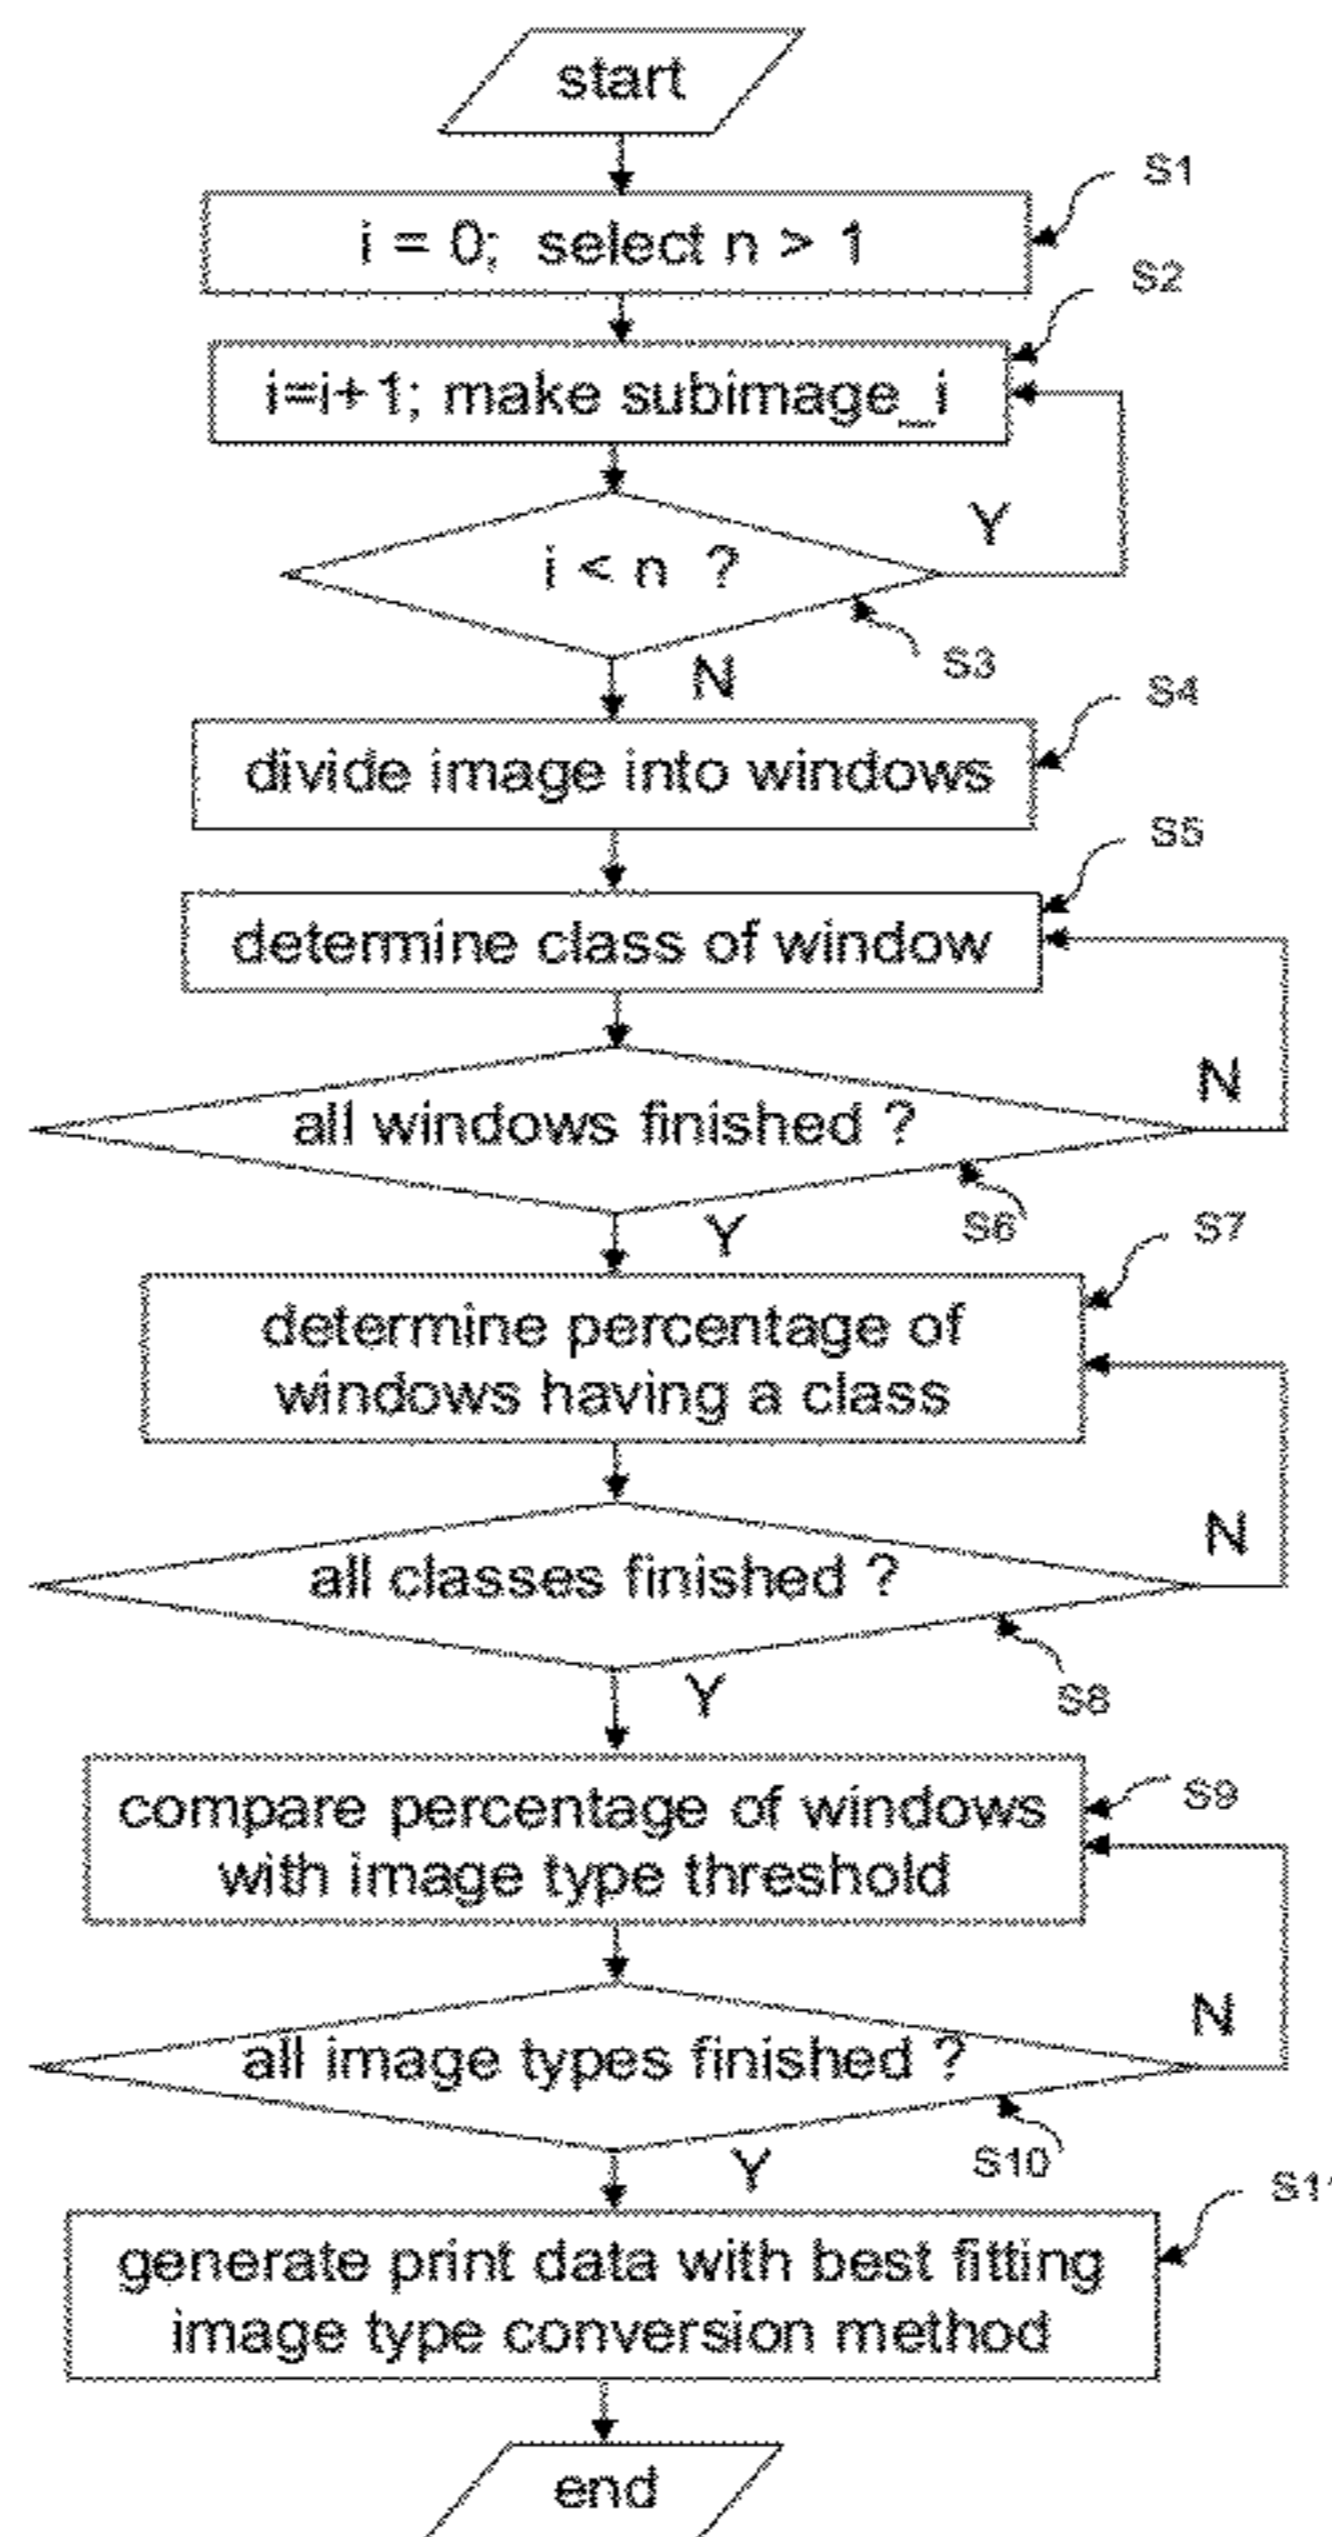 start
S1
i = 0; select n > 1
S2
i=i+1; make subimage_i
Y
i < n ?
S3
N
S4
divide image into windows
S5
determine class of window
N
all windows finished ?
S6
Y
S7
determine percentage of
windows having a class
N
all classes finished ?
S8
Y
S9
compare percentage of windows
with image type threshold
N
all image types finished ?
S10
Y
S11
generate print data with best fitting
image type conversion method
end